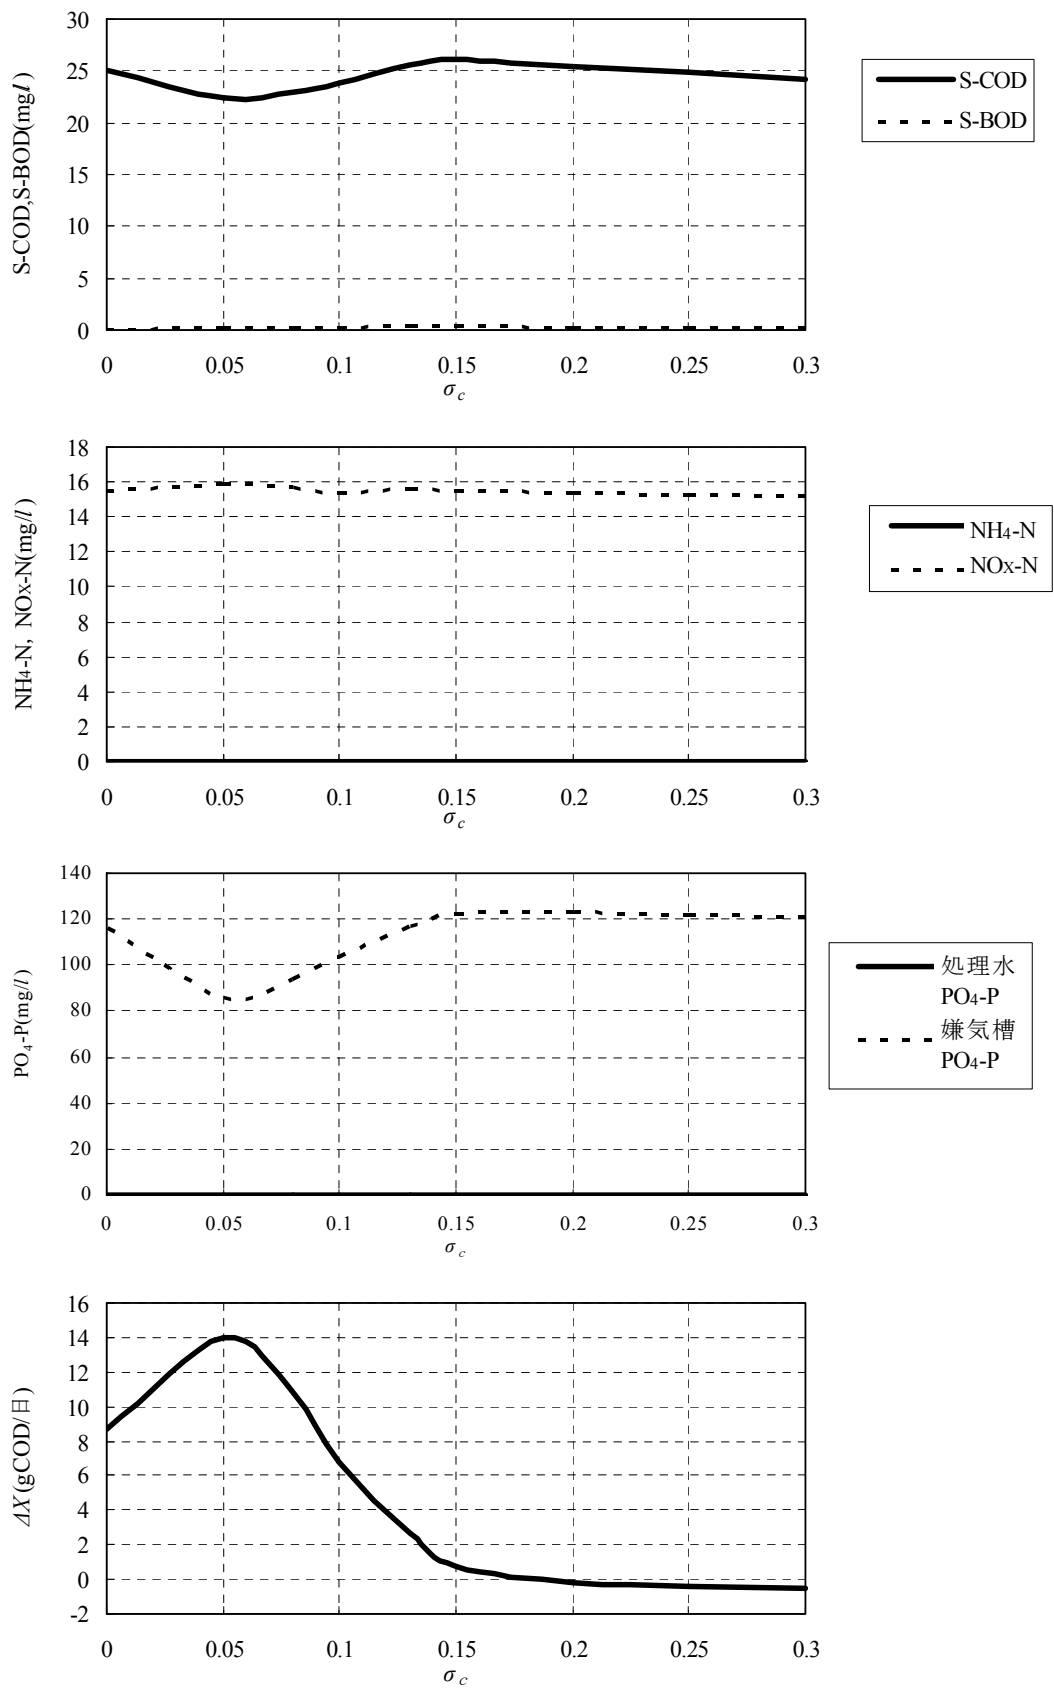 S-COD,S-BOD(mgl)
30
25
20
15
10
5
0
0 0.05 0.1 0.15 0.2 0.25 0.3
σc
S-COD
S-BOD
NH4-N, NOX-N(mg/l)
18
16
14
12
10
8
6
4
2
0
0 0.05 0.1 0.15 0.2 0.25 0.3
σc
NH4-N
NOX-N
PO4-P(mg/l)
140
120
100
80
60
40
20
0
0 0.05 0.1 0.15 0.2 0.25 0.3
σc
処理水
PO4-P
嫌気槽
PO4-P
ΔX(gCOD/日)
16
14
12
10
8
6
4
2
0
-2
0 0.05 0.1 0.15 0.2 0.25 0.3
σc